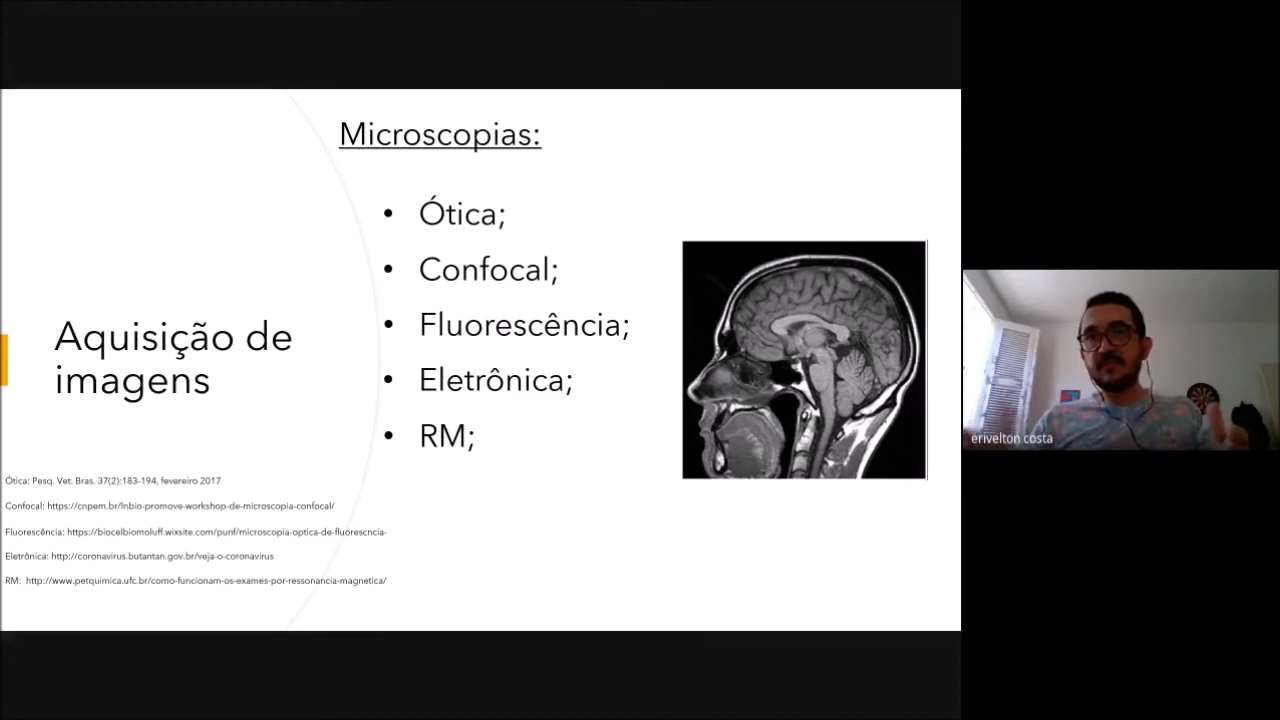 Microscopias:
• Ótica;
• Confocal;
• Fluorescência;
• Eletrônica;
• RM;
Aquisição de
imagens
Ótica: Pesq. Vet. Bras. 37(2):183-194, fevereiro 2017
Confocal: https://cnpem.br/lnbio-promove-workshop-de-microscopia-confocal/
Fluorescência: https://biocelbiomoluff.wixsite.com/punf/microscopia-optica-de-fluorescncia-
Eletrônica: http://coronavirus.butantan.gov.br/veja-o-coronavirus
RM: http://www.petquimica.ufc.br/como-funcionam-os-exames-por-ressonancia-magnetica/
erivelton costa